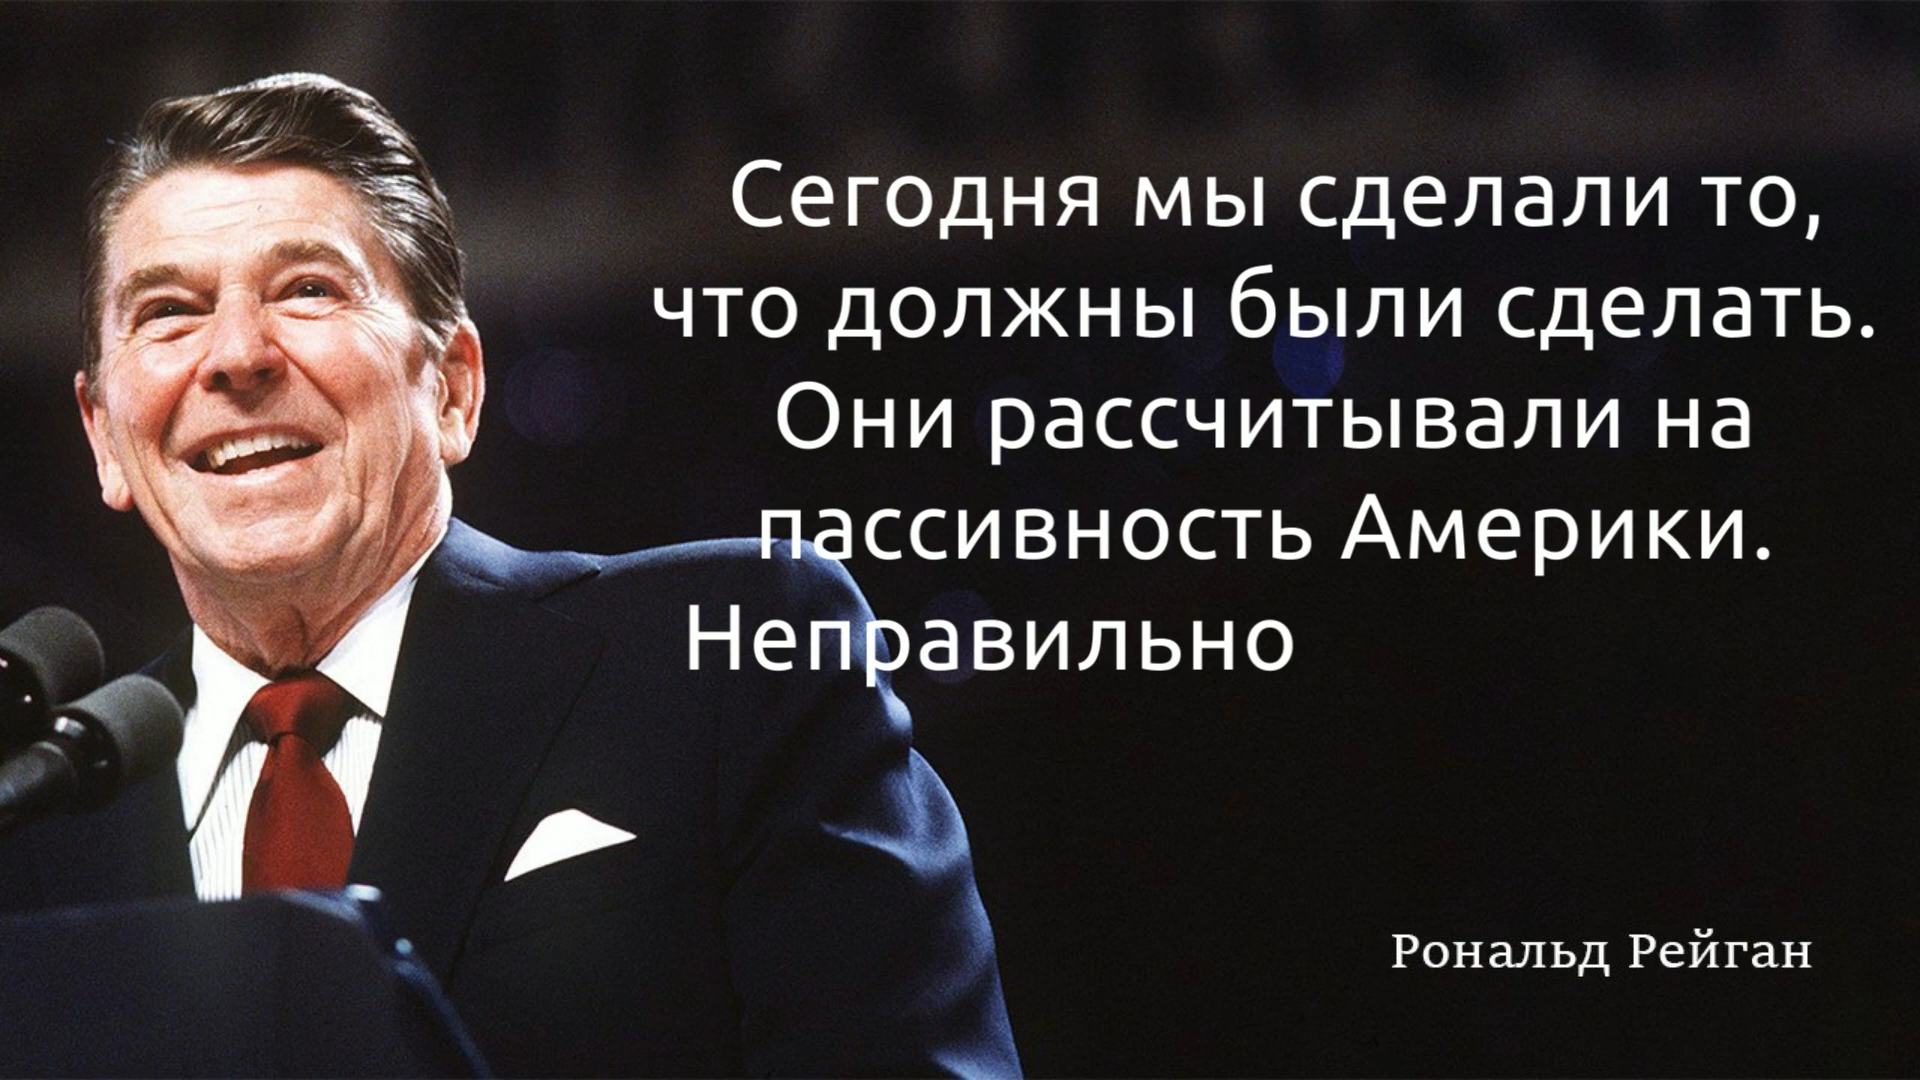 Сегодня мы сделали то,
что должны были сделать.
Они рассчитывали на
пассивность Америки.
Неправильно
Рональд Рейган